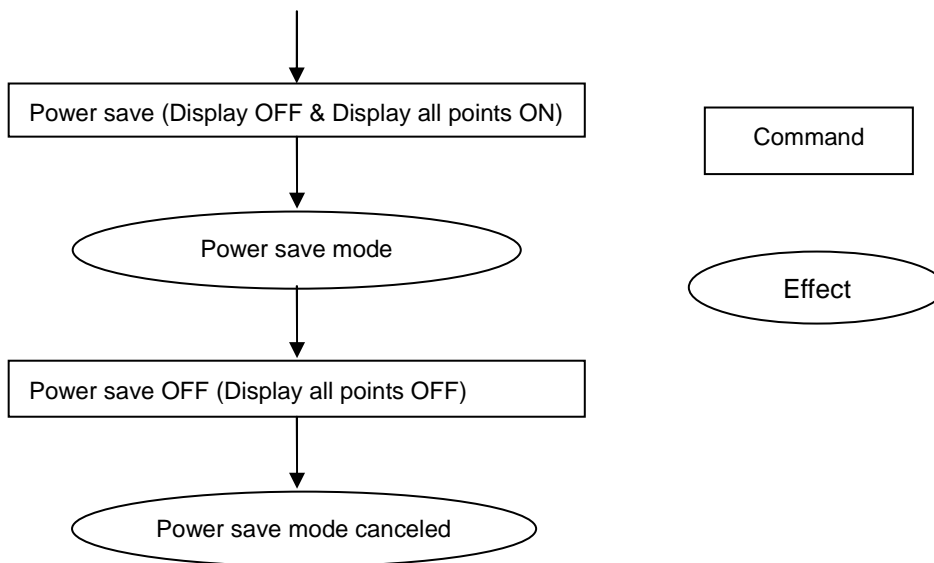 Power save (Display OFF & Display all points ON)
Command
Power save mode
Effect
Power save OFF (Display all points OFF)
Power save mode canceled